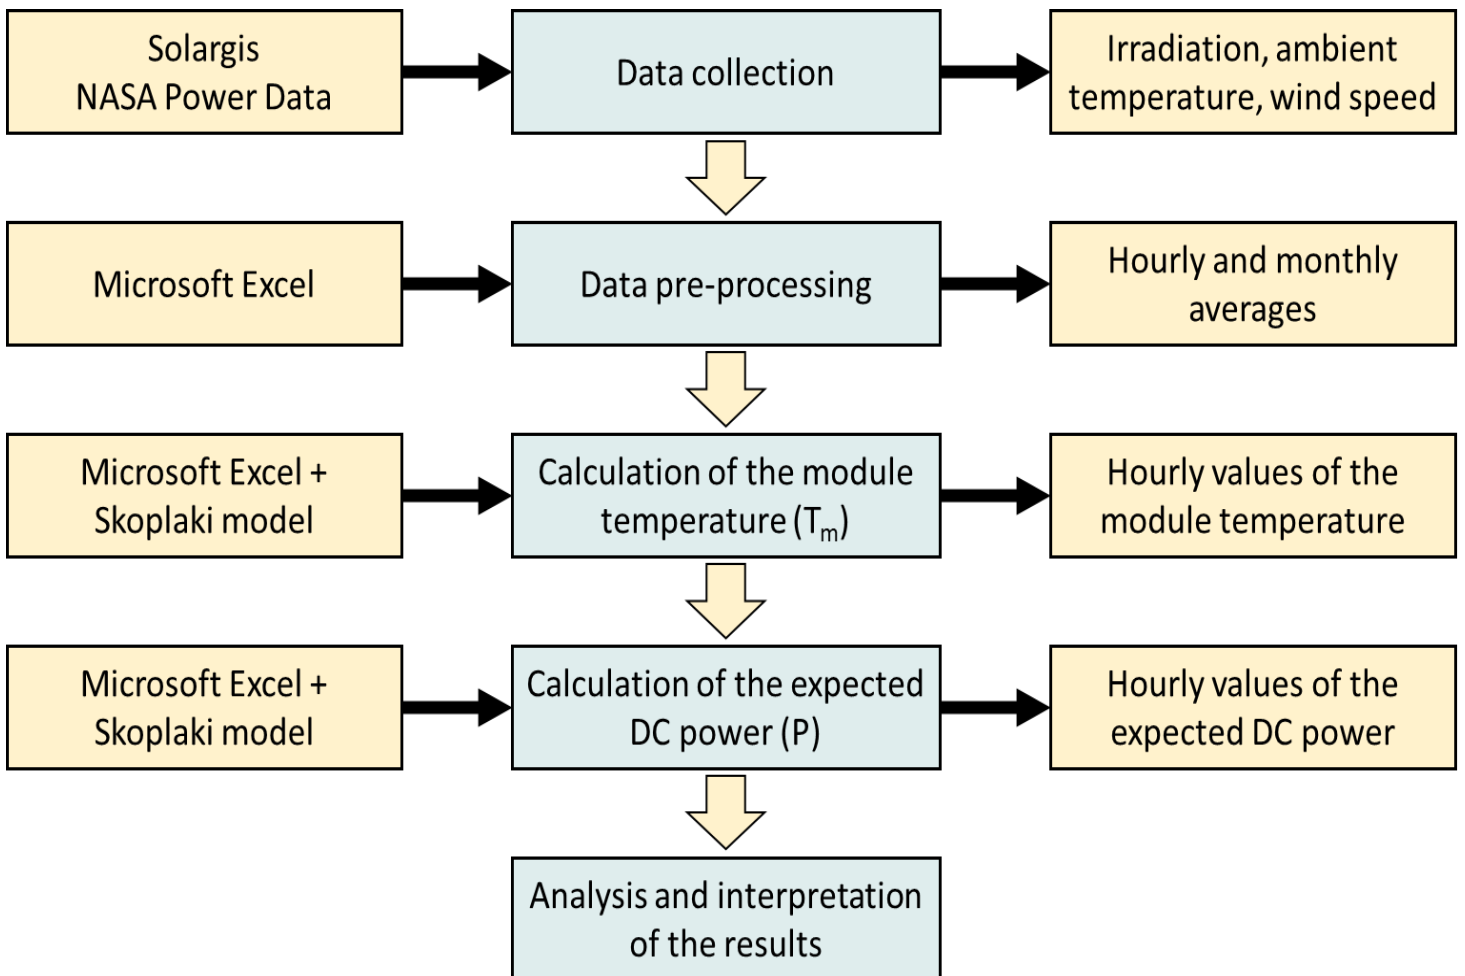 Solargis
NASA Power Data
Data collection
Irradiation, ambient
temperature, wind speed
Microsoft Excel
Data pre-processing
Hourly and monthly
averages
Microsoft Excel +
Skoplaki model
Calculation of the module
temperature (Tm)
Hourly values of the
module temperature
Microsoft Excel +
Skoplaki model
Calculation of the expected
DC power (P)
Hourly values of the
expected DC power
Analysis and interpretation
of the results